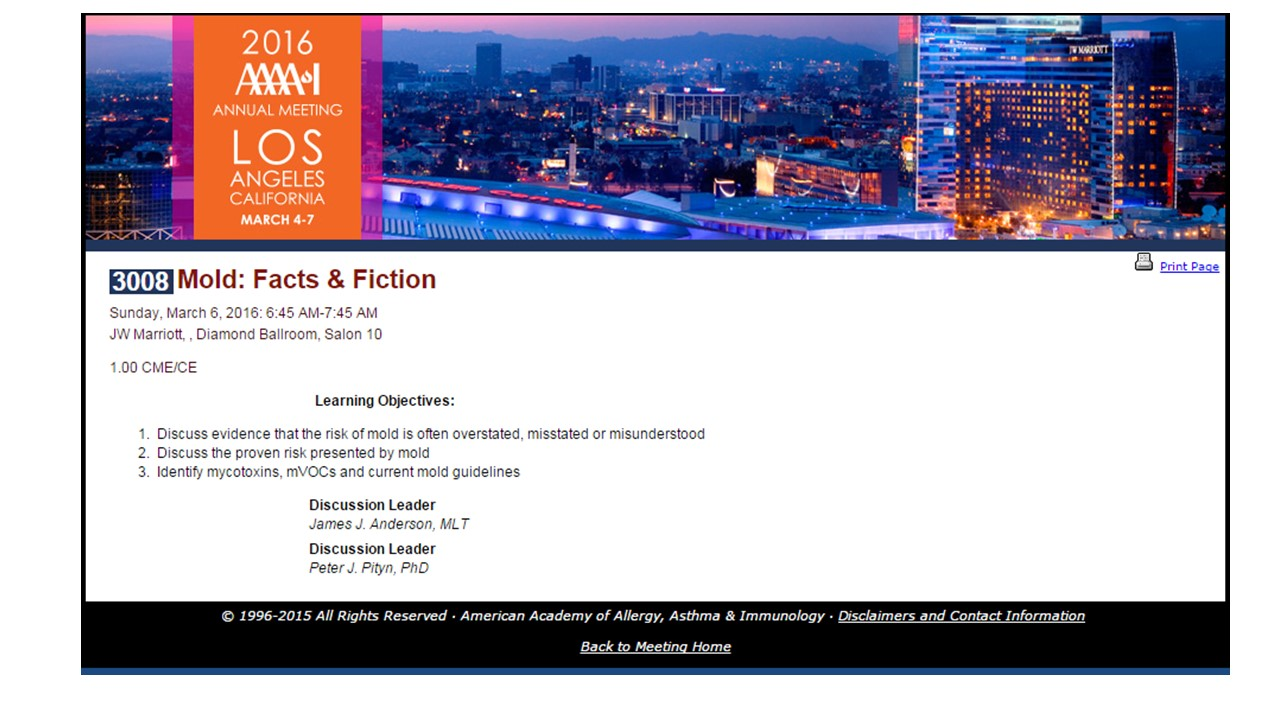 2016
AAAAI
ANNUAL MEETING
LOS
ANGELES
CALIFORNIA
MARCH 4-7
JW MARRIOTT
Print Page
3008 Mold: Facts & Fiction
Sunday, March 6, 2016: 6:45 AM-7:45 AM
JW Marriott, , Diamond Ballroom, Salon 10
1.00 CME/CE
Learning Objectives:
1. Discuss evidence that the risk of mold is often overstated, misstated or misunderstood
2. Discuss the proven risk presented by mold
3. Identify mycotoxins, mVOCs and current mold guidelines
Discussion Leader
James J. Anderson, MLT
Discussion Leader
Peter J. Pityn, PhD
© 1996-2015 All Rights Reserved · American Academy of Allergy, Asthma & Immunology · Disclaimers and Contact Information
Back to Meeting Home